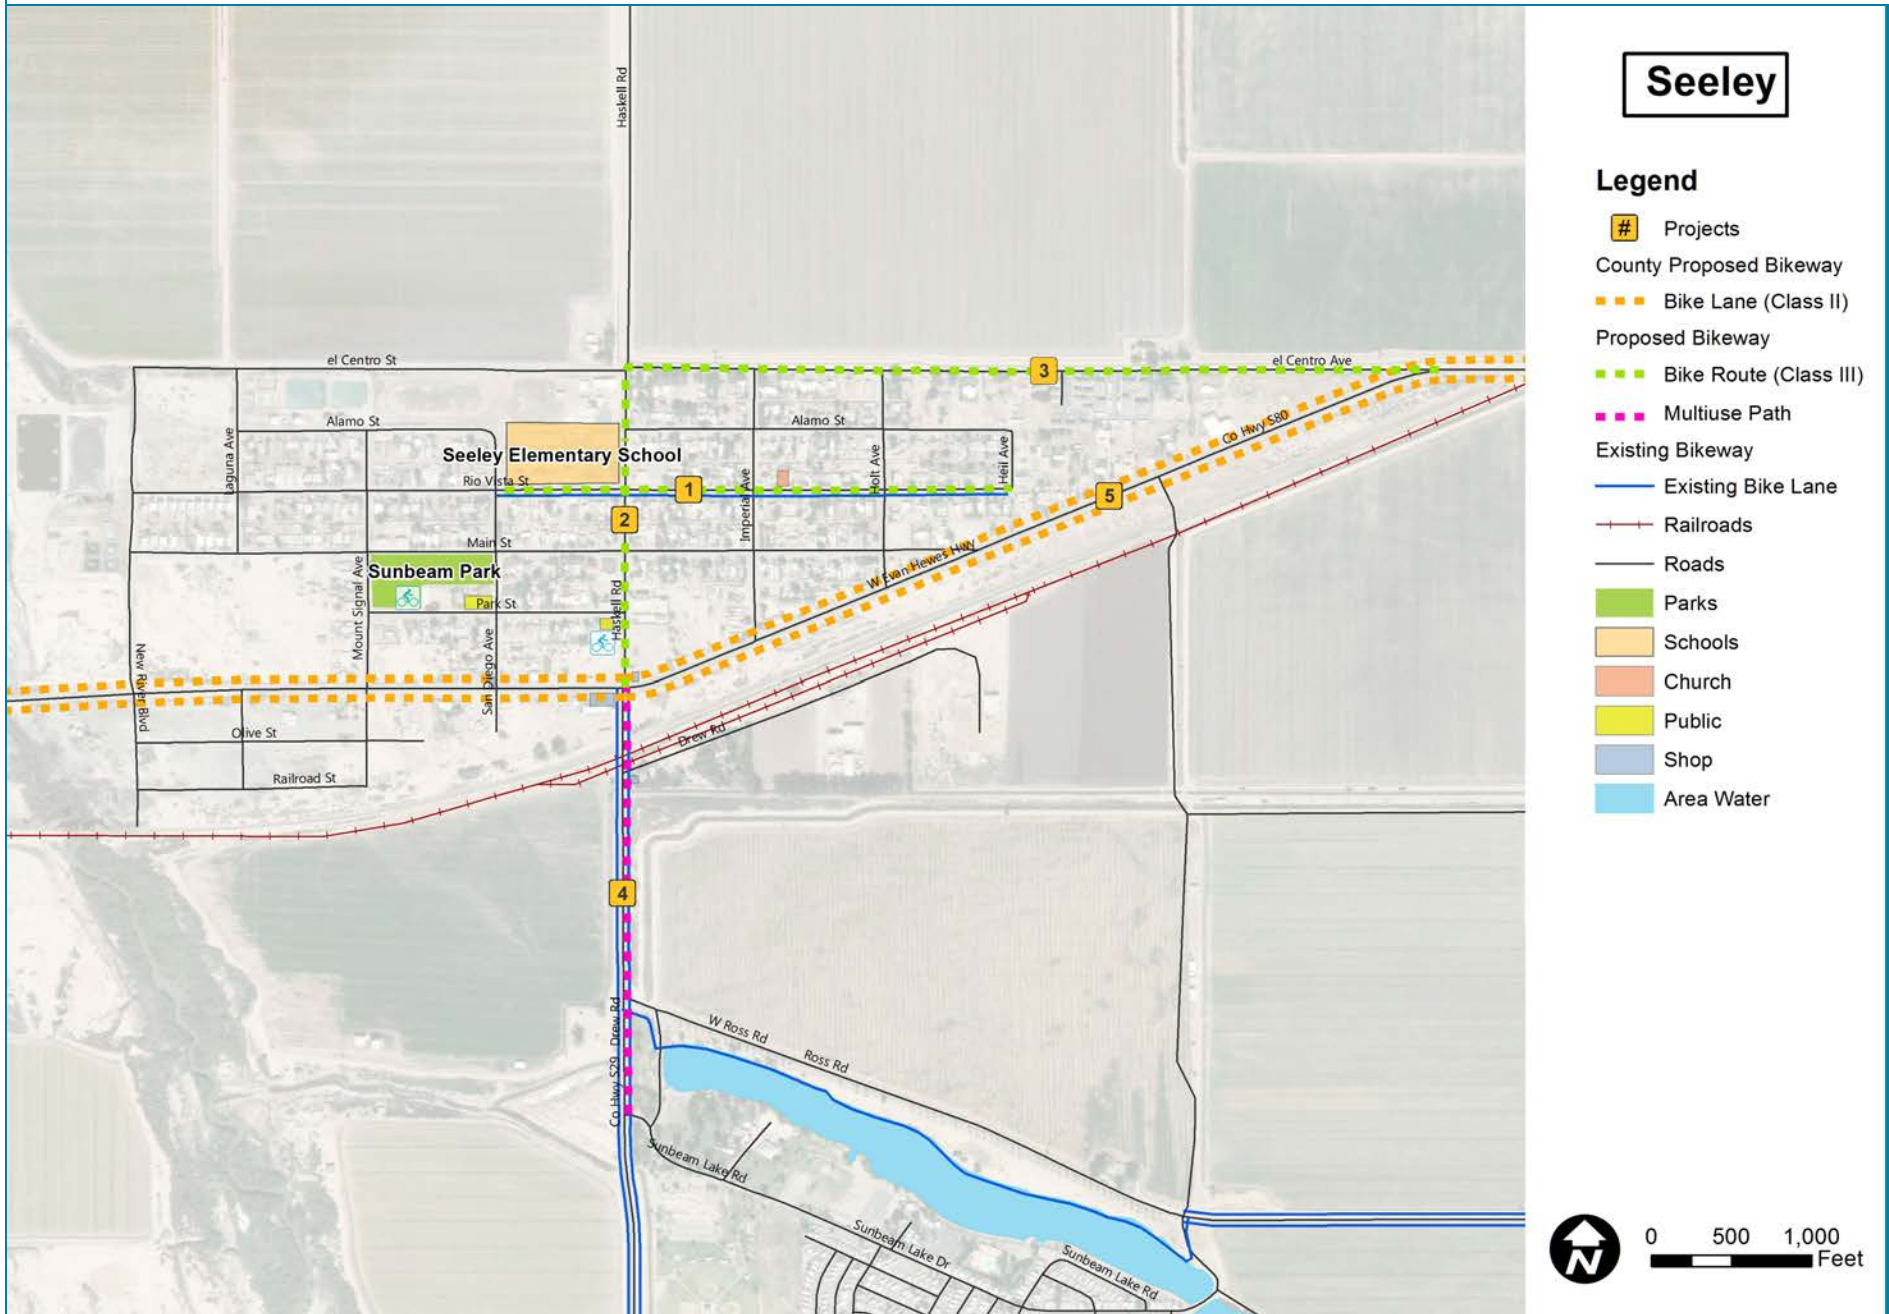 Seeley
Legend
# Projects
County Proposed Bikeway
Bike Lane (Class II)
Proposed Bikeway
Bike Route (Class III)
Multiuse Path
Existing Bikeway
Existing Bike Lane
Railroads
Roads
Parks
Schools
Church
Public
Shop
Area Water
N
0 500 1,000
Feet
Haskell Rd
el Centro St
3
el Centro Ave
Alamo St
Alamo St
Co Hwy S80
Laguna Ave
Seeley Elementary School
Holt Ave
Heil Ave
Rio Vista St
1
Imperial Ave
5
2
Main St
W Evan Hewes Hwy
Sunbeam Park
Mount Signal Ave
Park St
Haskell Rd
San Diego Ave
New River Blvd
Olive St
Drew Rd
Railroad St
4
Drew Rd
Co Hwy S29
W Ross Rd
Ross Rd
Sunbeam Lake Rd
Sunbeam Lake Dr
Sunbeam Lake Rd